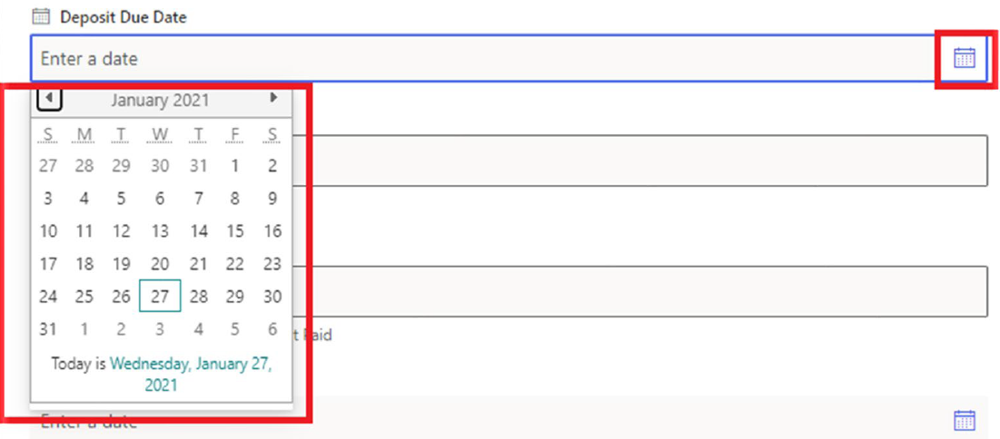 Deposit Due Date
Enter a date
January 2021
S M T W T F S
27 28 29 30 31 1 2
3 4 5 6 7 8 9
10 11 12 13 14 15 16
17 18 19 20 21 22 23
24 25 26 27 28 29 30
31 1 2 3 4 5 6
t Paid
Today is Wednesday, January 27,
2021
Enter a date